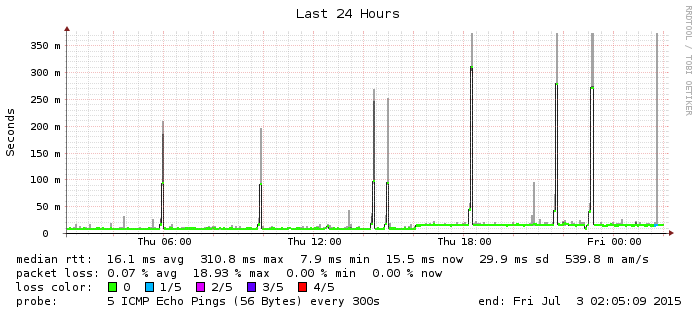 Last 24 Hours
RRDTOOL / TOBI OETIKER
Seconds
350 m
300 m
250 m
200 m
150 m
100 m
50 m
0
Thu 06:00 Thu 12:00 Thu 18:00 Fri 00:00
median rtt: 16.1 ms avg 310.8 ms max 7.9 ms min 15.5 ms now 29.9 ms sd 539.8 m am/s
packet loss: 0.07 % avg 18.93 % max 0.00 % min 0.00 % now
loss color: 0 1/5 2/5 3/5 4/5
probe: 5 ICMP Echo Pings (56 Bytes) every 300s end: Fri Jul 3 02:05:09 2015